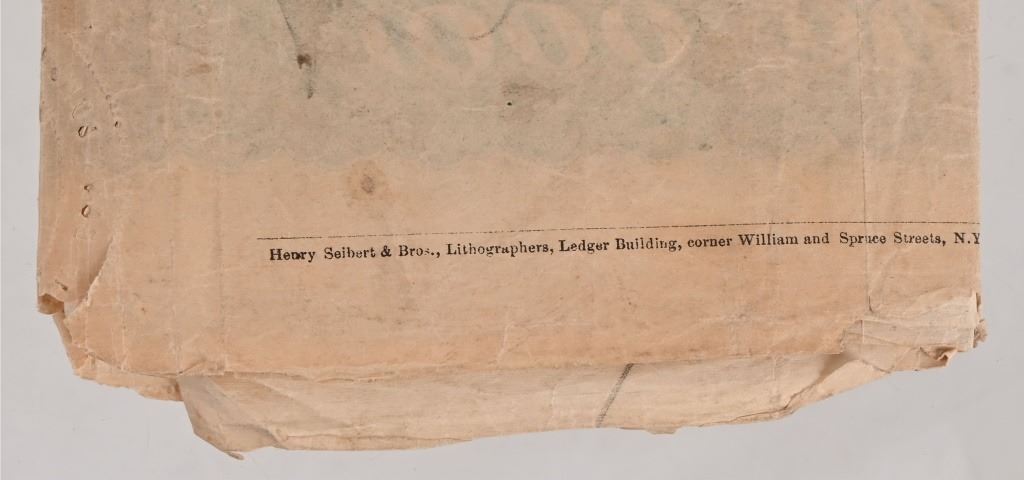 Henry Seibert & Bros., Lithographers, Ledger Building, corner William and Spruce Streets, N.Y